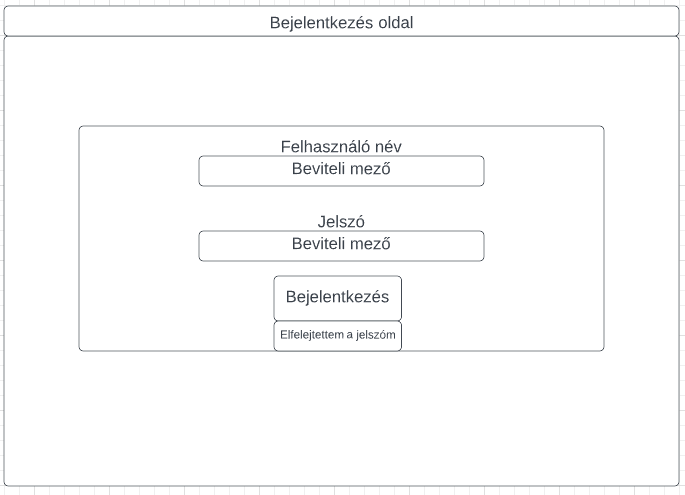 Bejelentkezés oldal
Felhasználó név
Beviteli mező
Jelszó
Beviteli mező
Bejelentkezés
Elfelejtettem a jelszóm